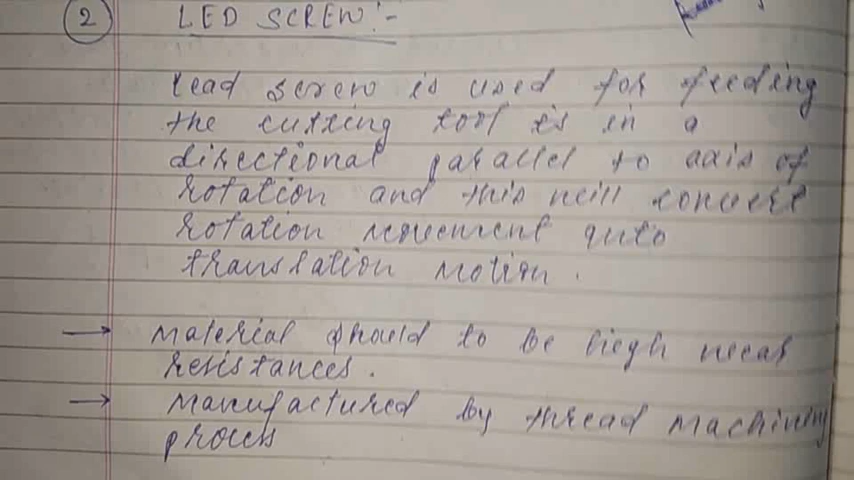 2 LED SCREW :-
lead screw is used for feeding
the cutting tool is in a
directional parallel to axis of
rotation and this will convert
rotation movement into
translation motion.
→ Material should to be high wear
resistances.
→ Manufactured by thread machining
process